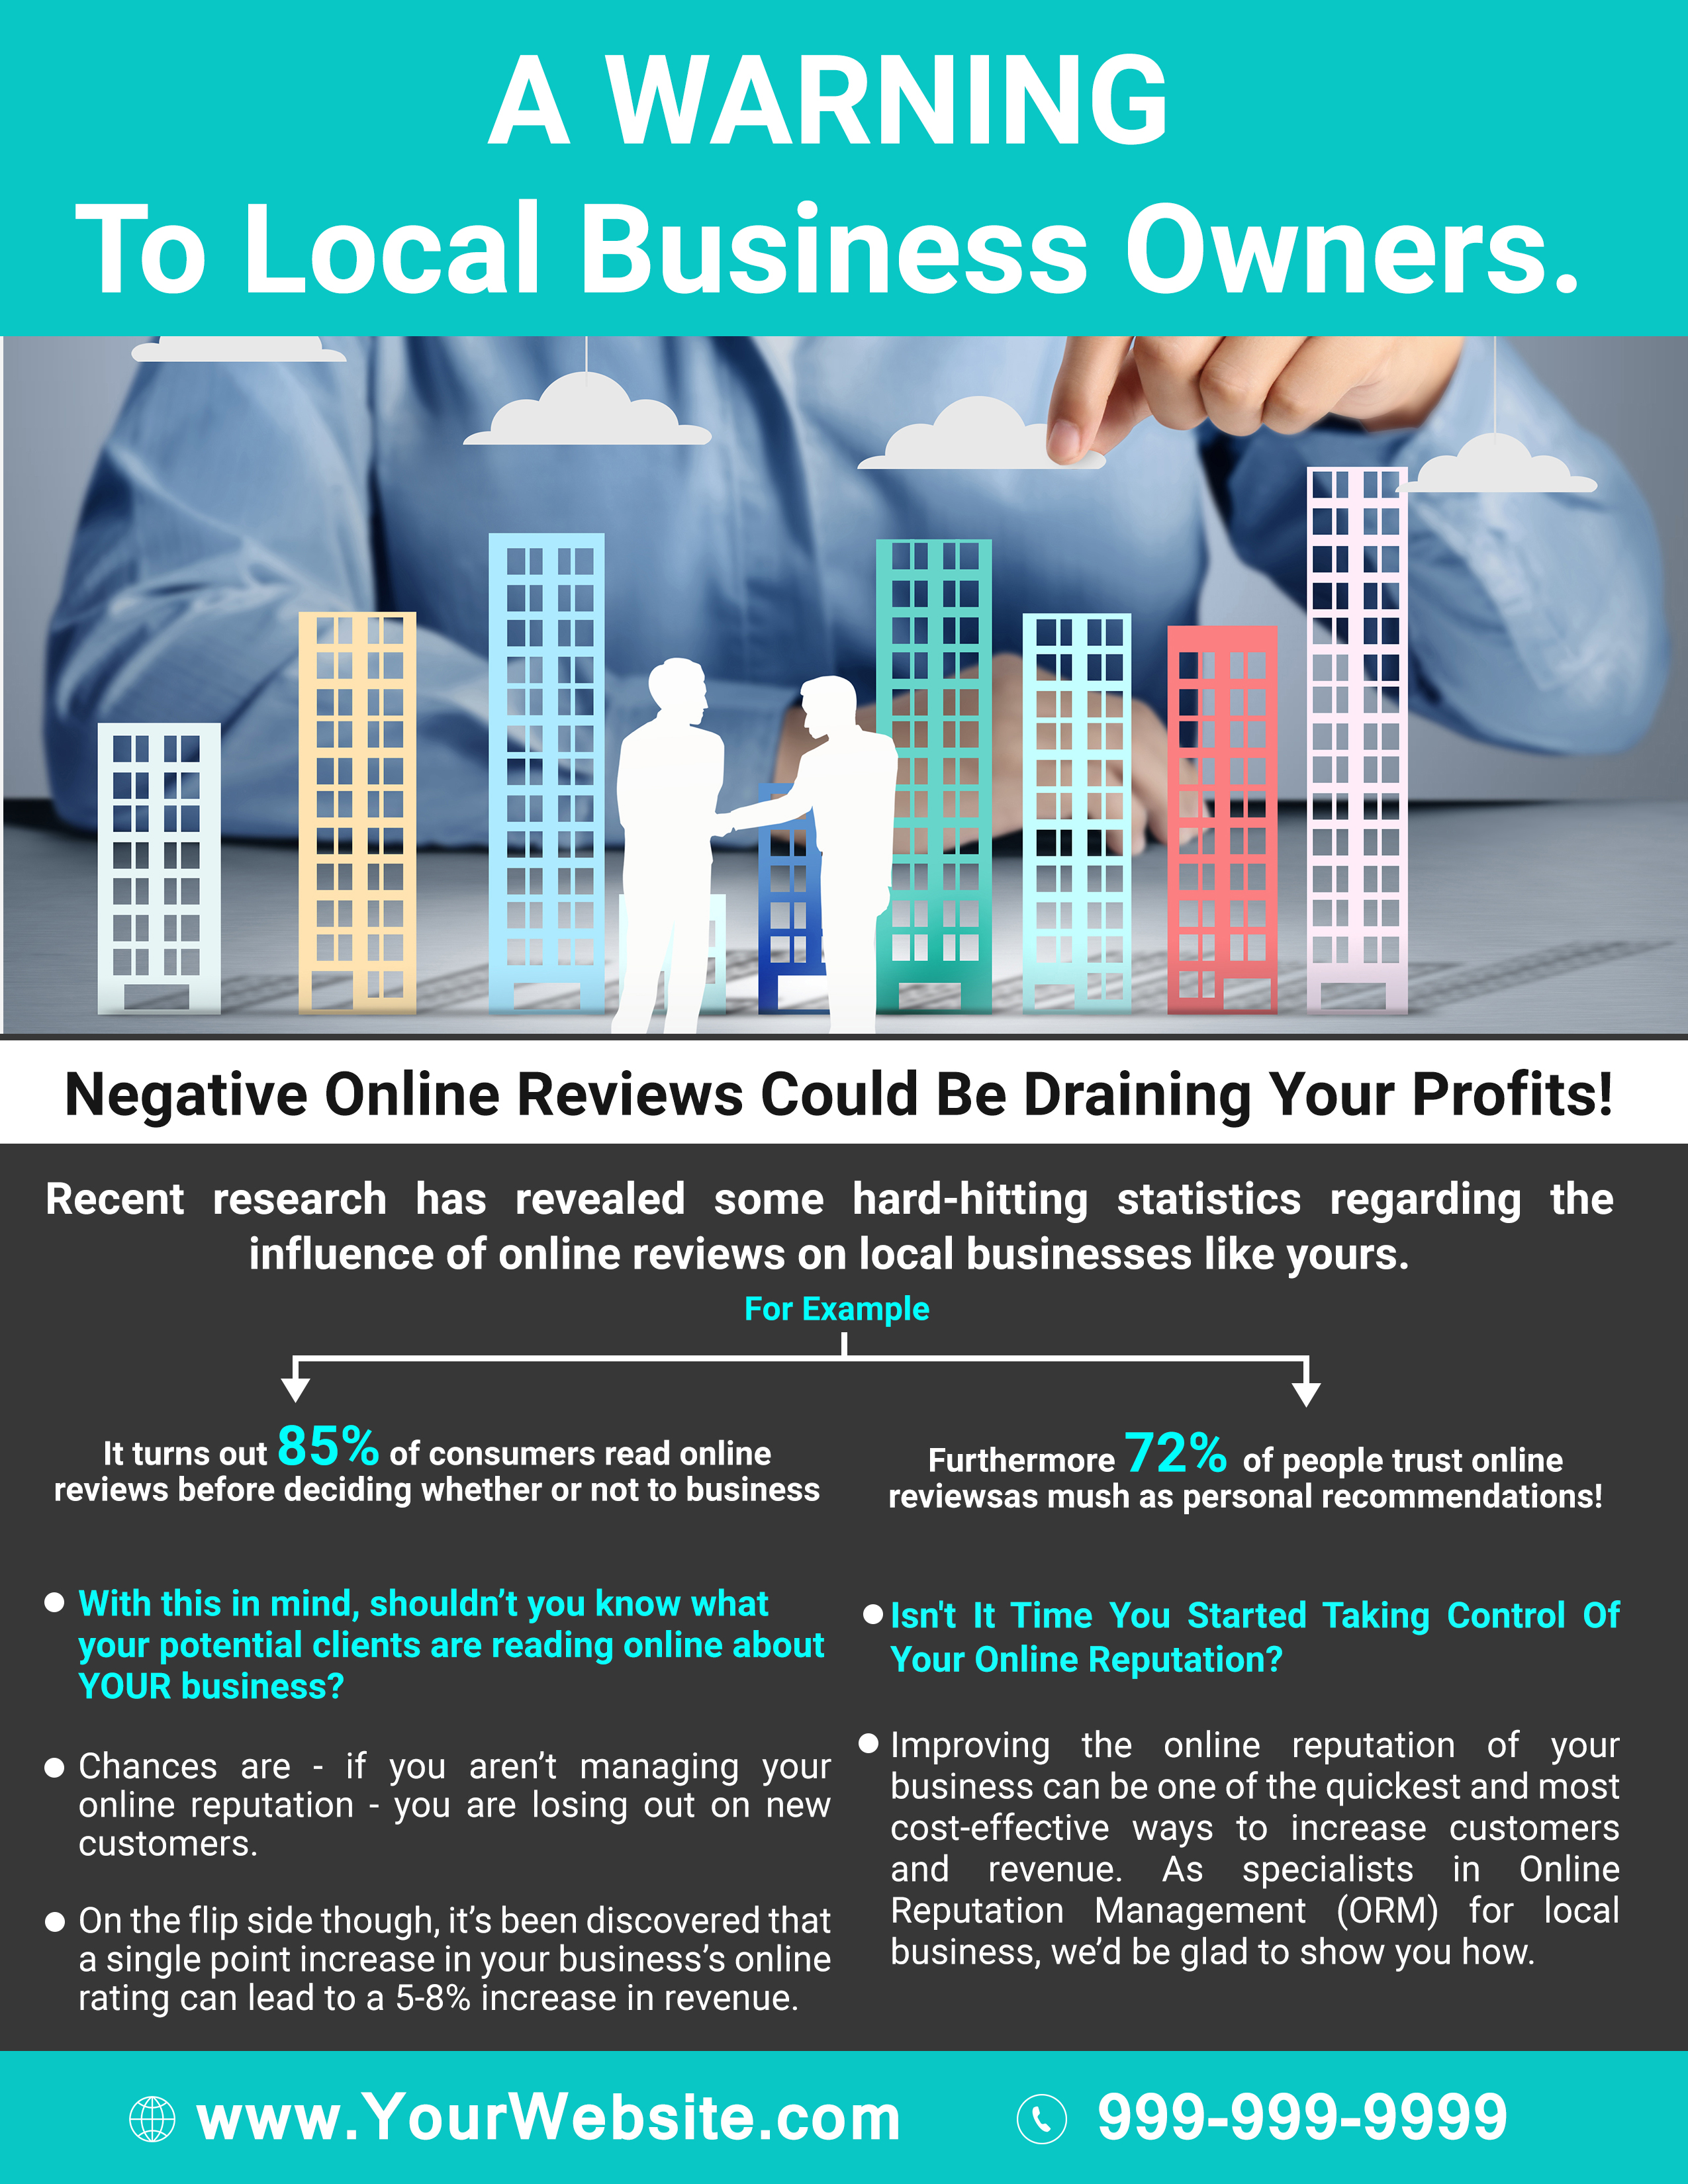 A WARNING
To Local Business Owners.
Negative Online Reviews Could Be Draining Your Profits!
Recent research has revealed some hard-hitting statistics regarding the
influence of online reviews on local businesses like yours.
For Example
It turns out 85% of consumers read online
reviews before deciding whether or not to business
Furthermore 72% of people trust online
reviewsas mush as personal recommendations!
With this in mind, shouldn’t you know what
your potential clients are reading online about
YOUR business?
Chances are - if you aren’t managing your
online reputation - you are losing out on new
customers.
On the flip side though, it’s been discovered that
a single point increase in your business’s online
rating can lead to a 5-8% increase in revenue.
Isn't It Time You Started Taking Control Of
Your Online Reputation?
Improving the online reputation of your
business can be one of the quickest and most
cost-effective ways to increase customers
and revenue. As specialists in Online
Reputation Management (ORM) for local
business, we’d be glad to show you how.
www.YourWebsite.com
999-999-9999